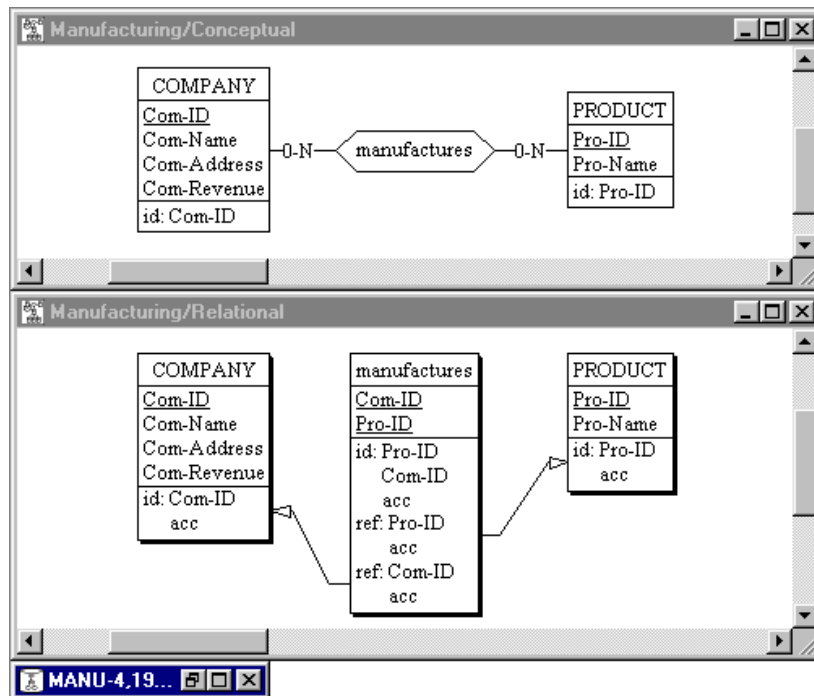 Manufacturing/Conceptual
COMPANY
Com-ID
Com-Name
Com-Address
Com-Revenue
id: Com-ID
0-N
manufactures
0-N
PRODUCT
Pro-ID
Pro-Name
id: Pro-ID
Manufacturing/Relational
COMPANY
Com-ID
Com-Name
Com-Address
Com-Revenue
id: Com-ID
acc
manufactures
Com-ID
Pro-ID
id: Pro-ID
Com-ID
acc
ref: Pro-ID
acc
ref: Com-ID
acc
PRODUCT
Pro-ID
Pro-Name
id: Pro-ID
acc
MANU-4,19...